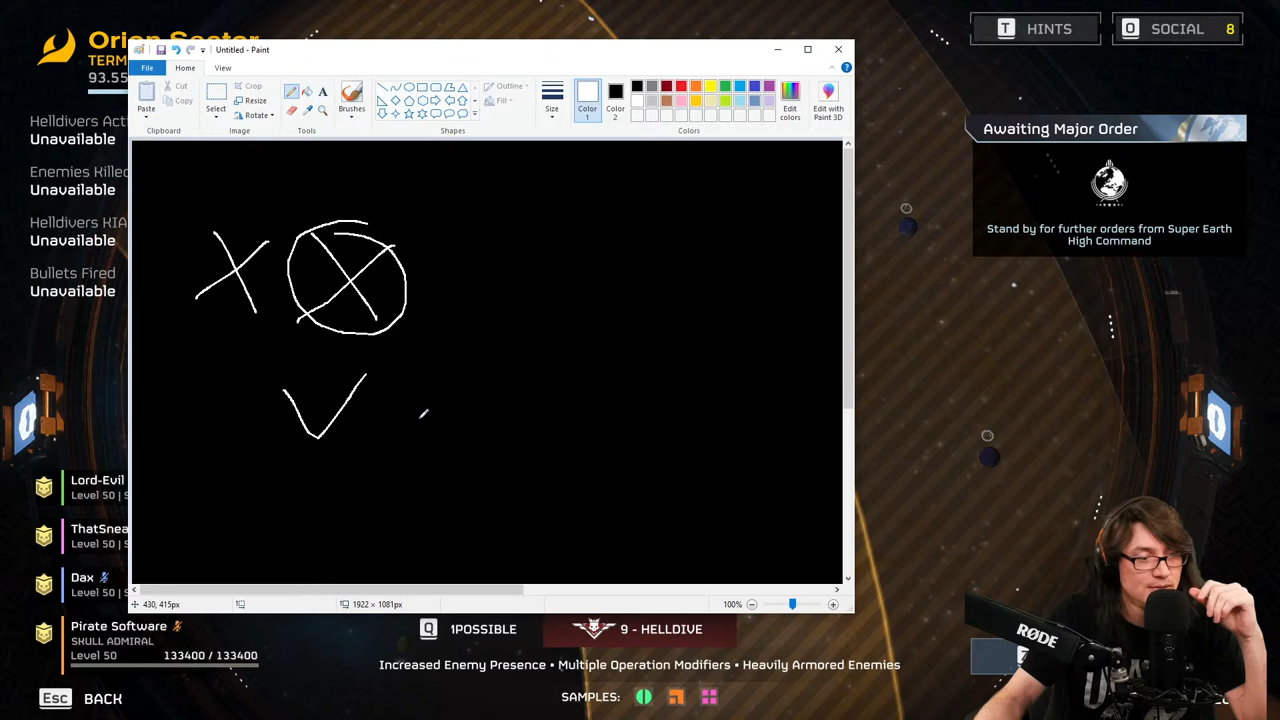 Orion Sector
TERM
93.55
Helldivers Act
Unavailable
Enemies Killed
Unavailable
Helldivers KIA
Unavailable
Bullets Fired
Unavailable
Lord-Evil
Level 50 | S
ThatSnea
Level 50 | S
Dax
Level 50 | S
Pirate Software
SKULL ADMIRAL
Level 50 133400 / 133400
Esc BACK
Untitled - Paint
File Home View
Paste Cut Copy Clipboard
Select Crop Resize Rotate Image
A Tools
Brushes
Outline Fill Shapes
Size
Color 1 Color 2 Edit colors Edit with Paint 3D
Colors
430, 415px 1922 × 1081px 100%
T HINTS O SOCIAL 8
Awaiting Major Order
Stand by for further orders from Super Earth
High Command
Q 1POSSIBLE 9 - HELLDIVE
Increased Enemy Presence • Multiple Operation Modifiers • Heavily Armored Enemies
SAMPLES:
RØDE